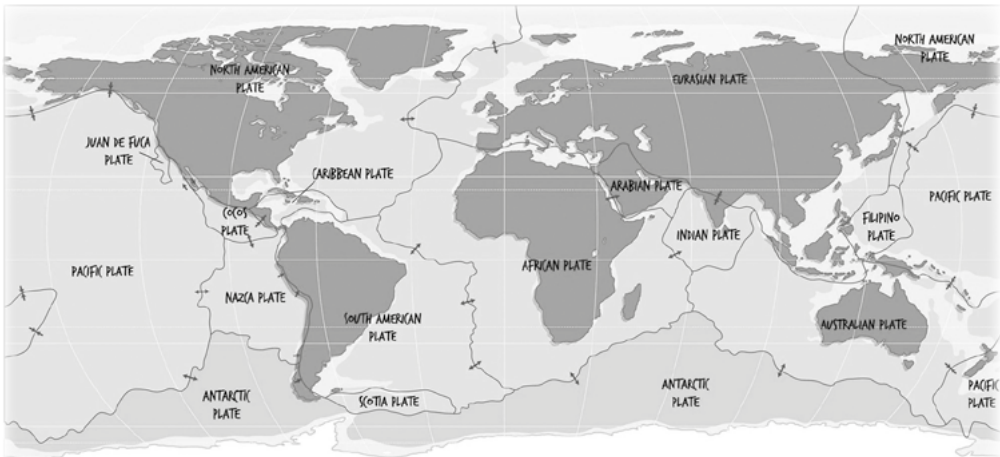 NORTH AMERICAN
PLATE
NORTH AMERICAN
PLATE
EURASIAN PLATE
JUAN DE FUCA
PLATE
CARIBBEAN PLATE
ARABIAN PLATE
PACIFIC PLATE
COCOS
PLATE
FILIPINO
PLATE
INDIAN PLATE
PACIFIC PLATE
AFRICAN PLATE
NAZCA PLATE
SOUTH AMERICAN
PLATE
AUSTRALIAN PLATE
ANTARCTIC
PLATE
SCOTIA PLATE
ANTARCTIC
PLATE
PACIFIC
PLATE